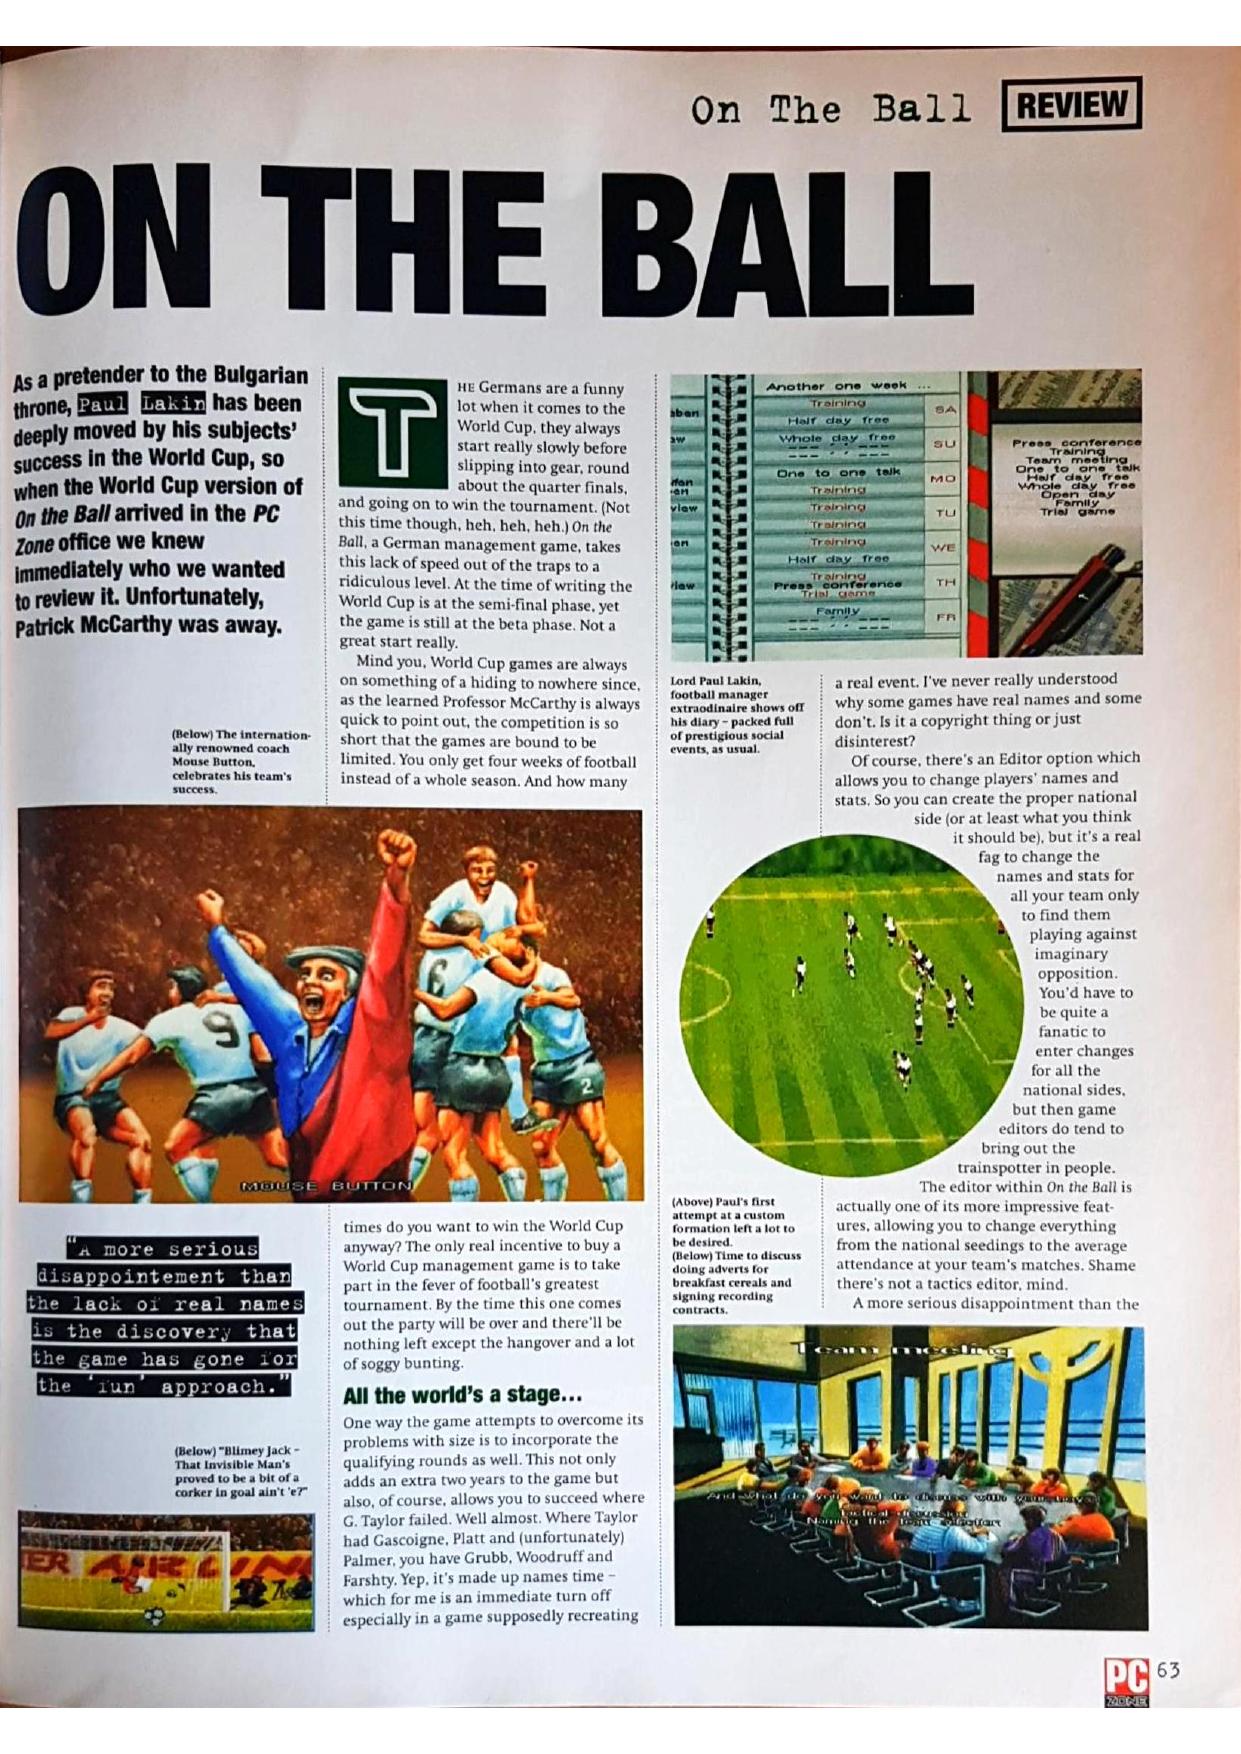 On The Ball REVIEW
ON THE BALL
As a pretender to the Bulgarian
throne, Paul Lakin has been
deeply moved by his subjects'
success in the World Cup, so
when the World Cup version of
On the Ball arrived in the PC
Zone office we knew
immediately who we wanted
to review it. Unfortunately,
Patrick McCarthy was away.
(Below) The internation-
ally renowned coach
Mouse Button,
celebrates his team's
success.
THE Germans are a funny
lot when it comes to the
World Cup, they always
start really slowly before
slipping into gear, round
about the quarter finals,
and going on to win the tournament. (Not
this time though, heh, heh, heh.) On the
Ball, a German management game, takes
this lack of speed out of the traps to a
ridiculous level. At the time of writing the
World Cup is at the semi-final phase, yet
the game is still at the beta phase. Not a
great start really.
Mind you, World Cup games are always
on something of a hiding to nowhere since,
as the learned Professor McCarthy is always
quick to point out, the competition is so
short that the games are bound to be
limited. You only get four weeks of football
instead of a whole season. And how many
MOUSE BUTTON
6
9
2
"A more serious
disappointement than
the lack of real names
is the discovery that
the game has gone for
the 'fun' approach."
(Below) "Blimey Jack –
That Invisible Man's
proved to be a bit of a
corker in goal ain't 'e?"
times do you want to win the World Cup
anyway? The only real incentive to buy a
World Cup management game is to take
part in the fever of football's greatest
tournament. By the time this one comes
out the party will be over and there'll be
nothing left except the hangover and a lot
of soggy bunting.
All the world's a stage...
One way the game attempts to overcome its
problems with size is to incorporate the
qualifying rounds as well. This not only
adds an extra two years to the game but
also, of course, allows you to succeed where
G. Taylor failed. Well almost. Where Taylor
had Gascoigne, Platt and (unfortunately)
Palmer, you have Grubb, Woodruff and
Farshty. Yep, it's made up names time –
which for me is an immediate turn off
especially in a game supposedly recreating
Another one week ...
Training
Half day free
SA
Whole day free
SU
One to one talk
Training
MO
Training
Training
TU
Training
Half day free
WE
Training
Press conference
Trial game
TH
Family
FR
Press conference
Training
Team meeting
One to one talk
Half day free
Whole day free
Open day
Family
Trial game
Lord Paul Lakin,
football manager
extraodinaire shows off
his diary – packed full
of prestigious social
events, as usual.
a real event. I've never really understood
why some games have real names and some
don't. Is it a copyright thing or just
disinterest?
Of course, there's an Editor option which
allows you to change players' names and
stats. So you can create the proper national
side (or at least what you think
it should be), but it's a real
fag to change the
names and stats for
all your team only
to find them
playing against
imaginary
opposition.
You'd have to
be quite a
fanatic to
enter changes
for all the
national sides,
but then game
editors do tend to
bring out the
trainspotter in people.
The editor within On the Ball is
actually one of its more impressive feat-
ures, allowing you to change everything
from the national seedings to the average
attendance at your team's matches. Shame
there's not a tactics editor, mind.
A more serious disappointment than the
(Above) Paul's first
attempt at a custom
formation left a lot to
be desired.
(Below) Time to discuss
doing adverts for
breakfast cereals and
signing recording
contracts.
Team meeting
And what do you want to discuss with your
Tactical discussion
Naming the team selection
PC
ZONE
63